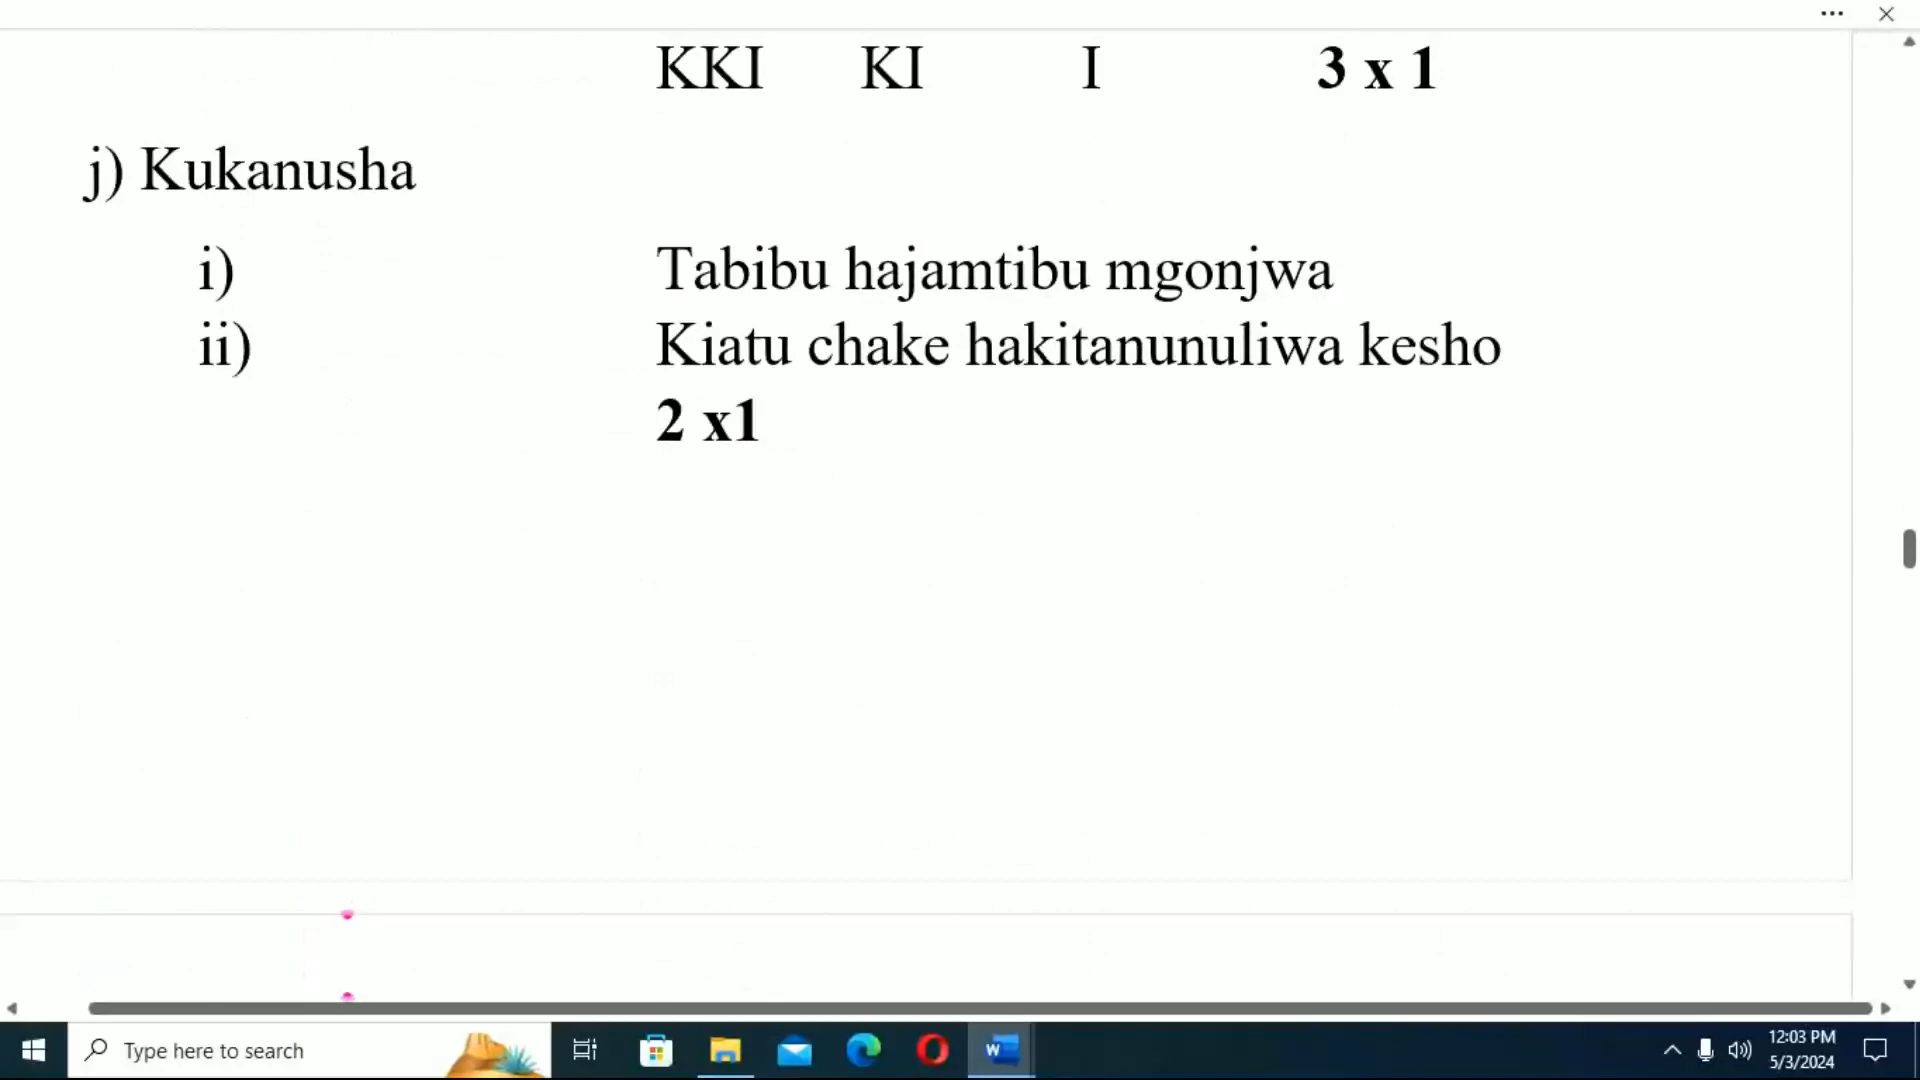 KKI KI I 3 x 1
j) Kukanusha
i) Tabibu hajamtibu mgonjwa
ii) Kiatu chake hakitanunuliwa kesho
2 x1
Type here to search
12:03 PM
5/3/2024